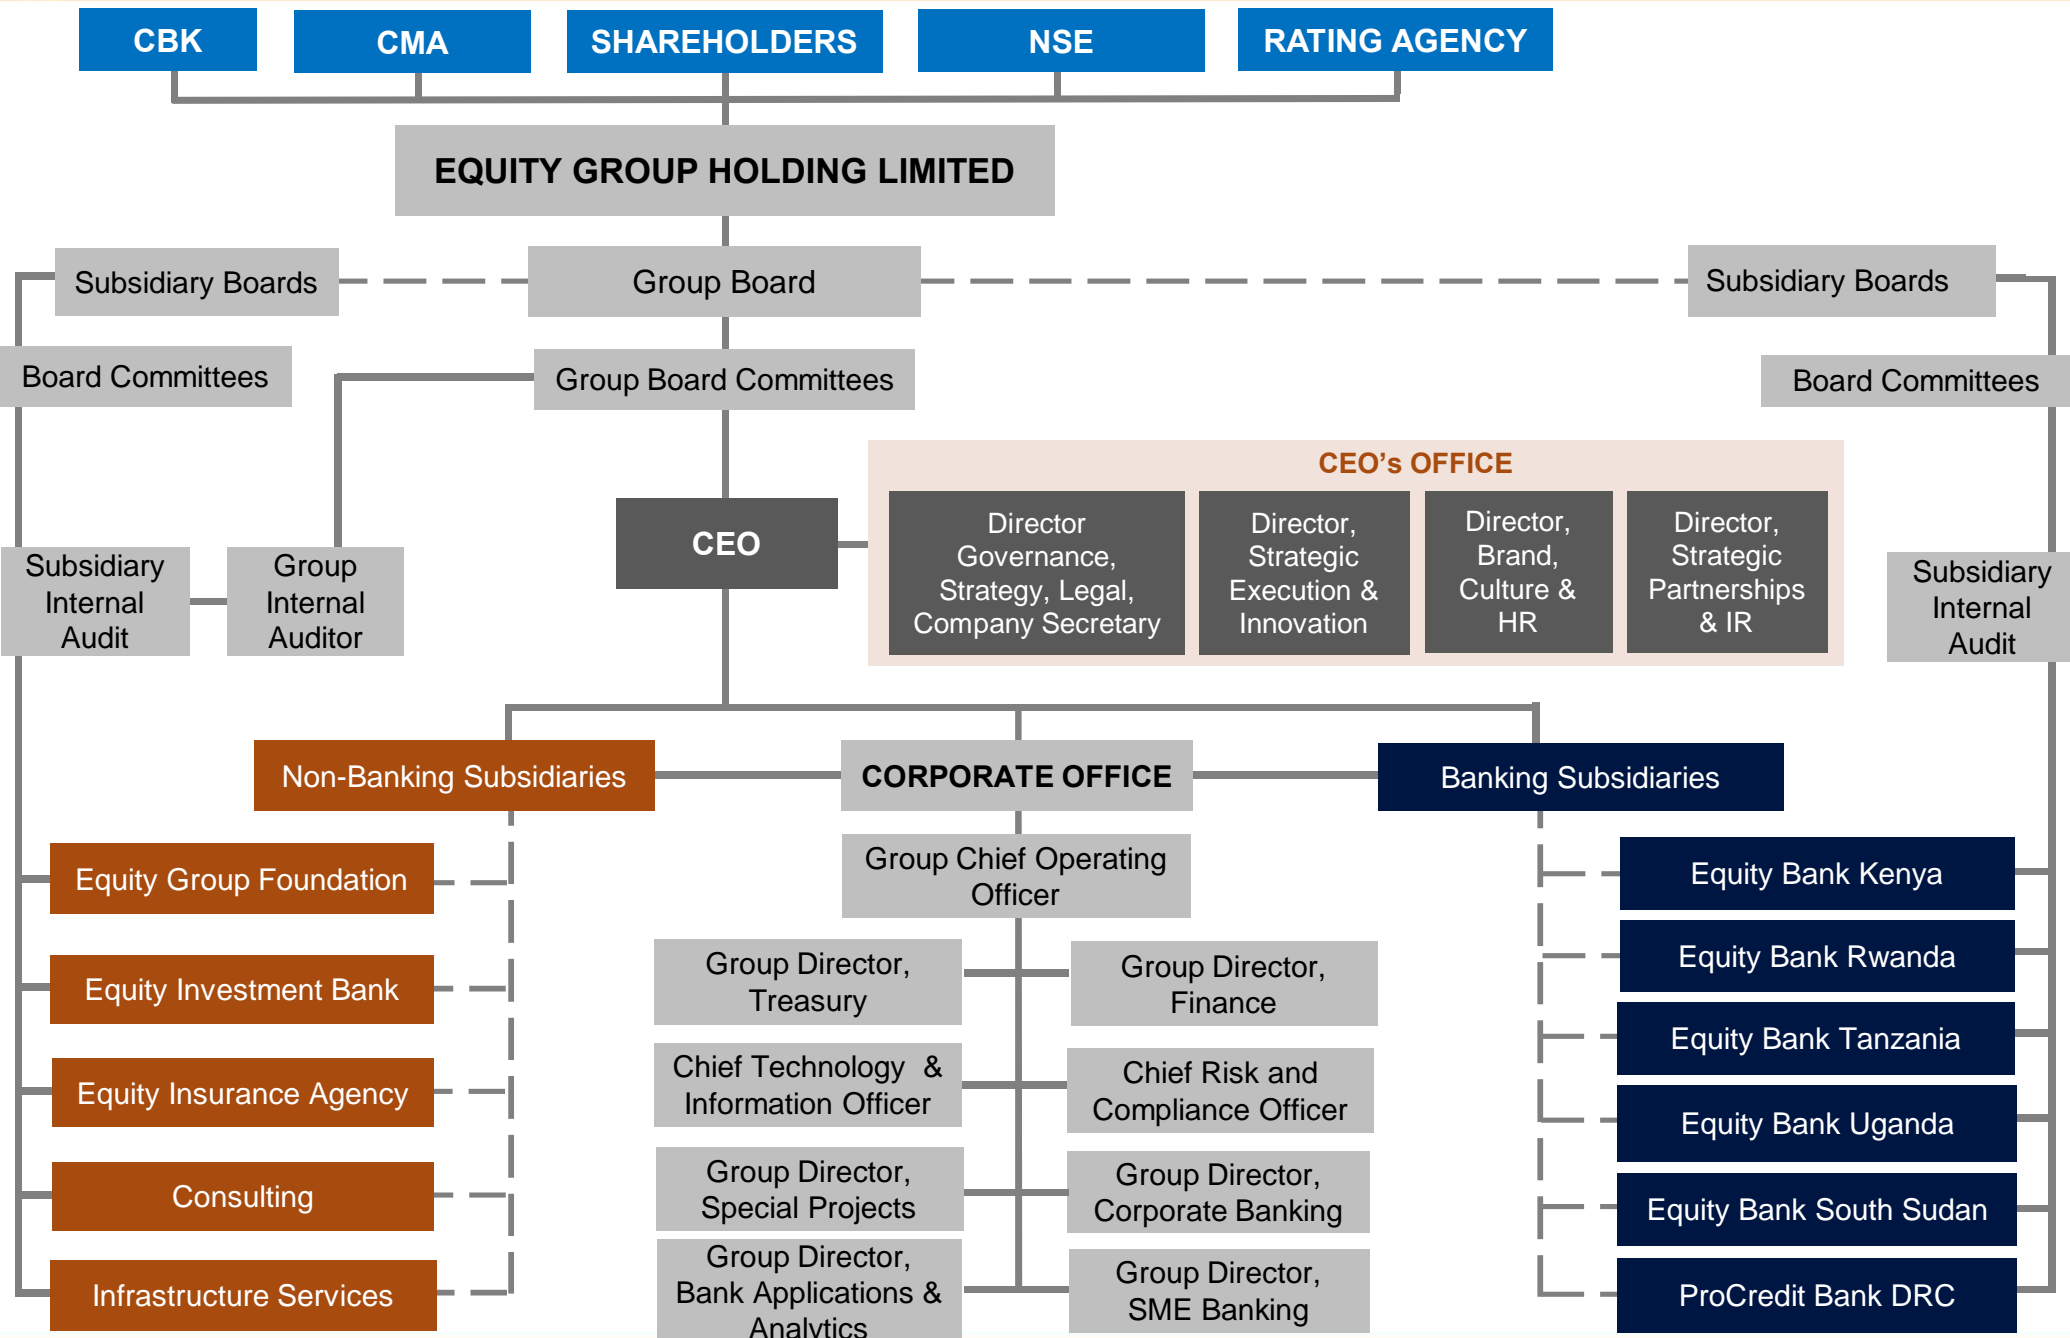 CBK
CMA
SHAREHOLDERS
NSE
RATING AGENCY
EQUITY GROUP HOLDING LIMITED
Subsidiary Boards
Group Board
Subsidiary Boards
Board Committees
Group Board Committees
Board Committees
CEO's OFFICE
CEO
Director
Governance,
Strategy, Legal,
Company Secretary
Director,
Strategic
Execution &
Innovation
Director,
Brand,
Culture &
HR
Director,
Strategic
Partnerships
& IR
Subsidiary
Internal
Audit
Group
Internal
Auditor
Subsidiary
Internal
Audit
Non-Banking Subsidiaries
CORPORATE OFFICE
Banking Subsidiaries
Equity Group Foundation
Equity Investment Bank
Equity Insurance Agency
Consulting
Infrastructure Services
Group Chief Operating
Officer
Group Director,
Treasury
Group Director,
Finance
Chief Technology &
Information Officer
Chief Risk and
Compliance Officer
Group Director,
Special Projects
Group Director,
Corporate Banking
Group Director,
Bank Applications &
Analytics
Group Director,
SME Banking
Equity Bank Kenya
Equity Bank Rwanda
Equity Bank Tanzania
Equity Bank Uganda
Equity Bank South Sudan
ProCredit Bank DRC